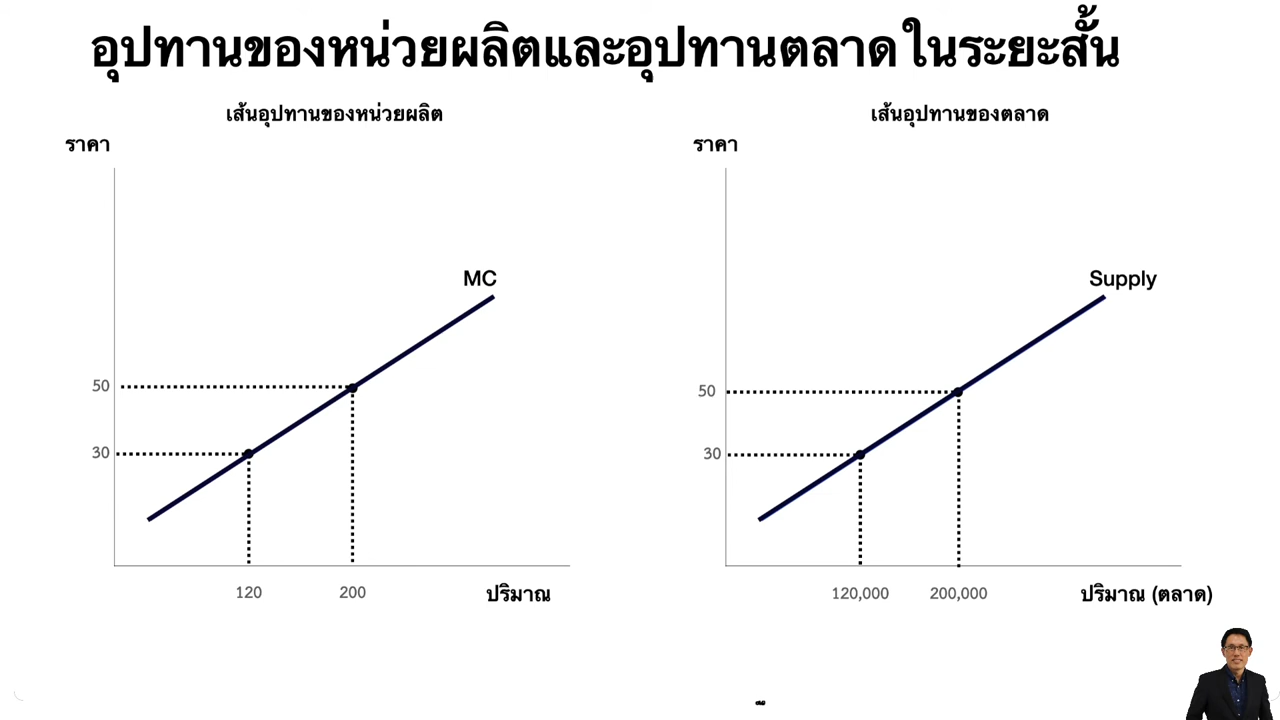 อุปทานของหน่วยผลิตและอุปทานตลาดในระยะสั้น
เส้นอุปทานของหน่วยผลิต
ราคา
MC
50
30
120
200
ปริมาณ
เส้นอุปทานของตลาด
ราคา
Supply
50
30
120,000
200,000
ปริมาณ (ตลาด)